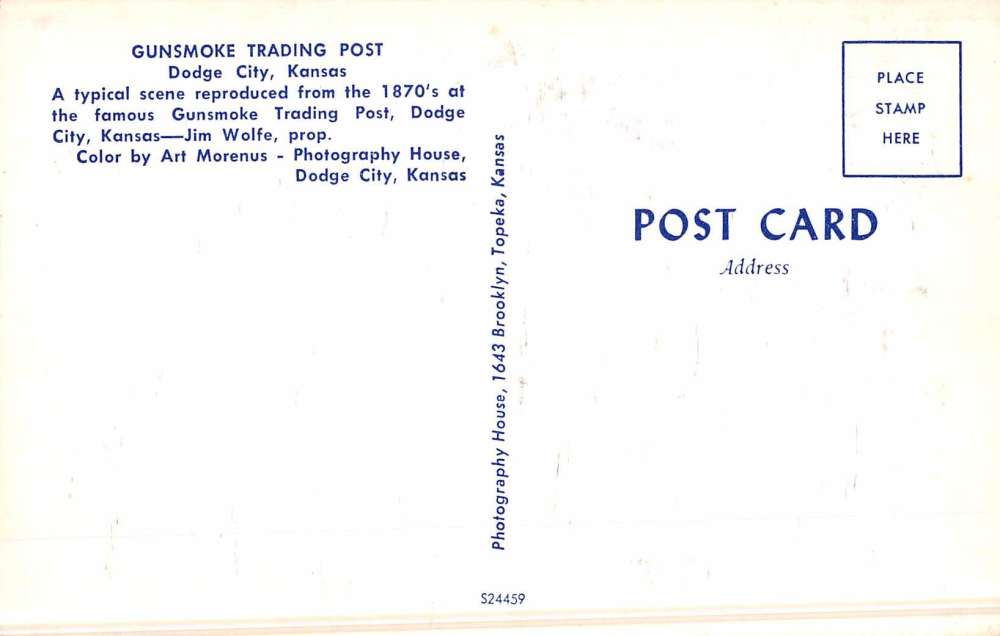 GUNSMOKE TRADING POST
Dodge City, Kansas
A typical scene reproduced from the 1870's at
the famous Gunsmoke Trading Post, Dodge
City, Kansas—Jim Wolfe, prop.
Color by Art Morenus - Photography House,
Dodge City, Kansas
Photography House, 1643 Brooklyn, Topeka, Kansas
PLACE
STAMP
HERE
POST CARD
Address
S24459